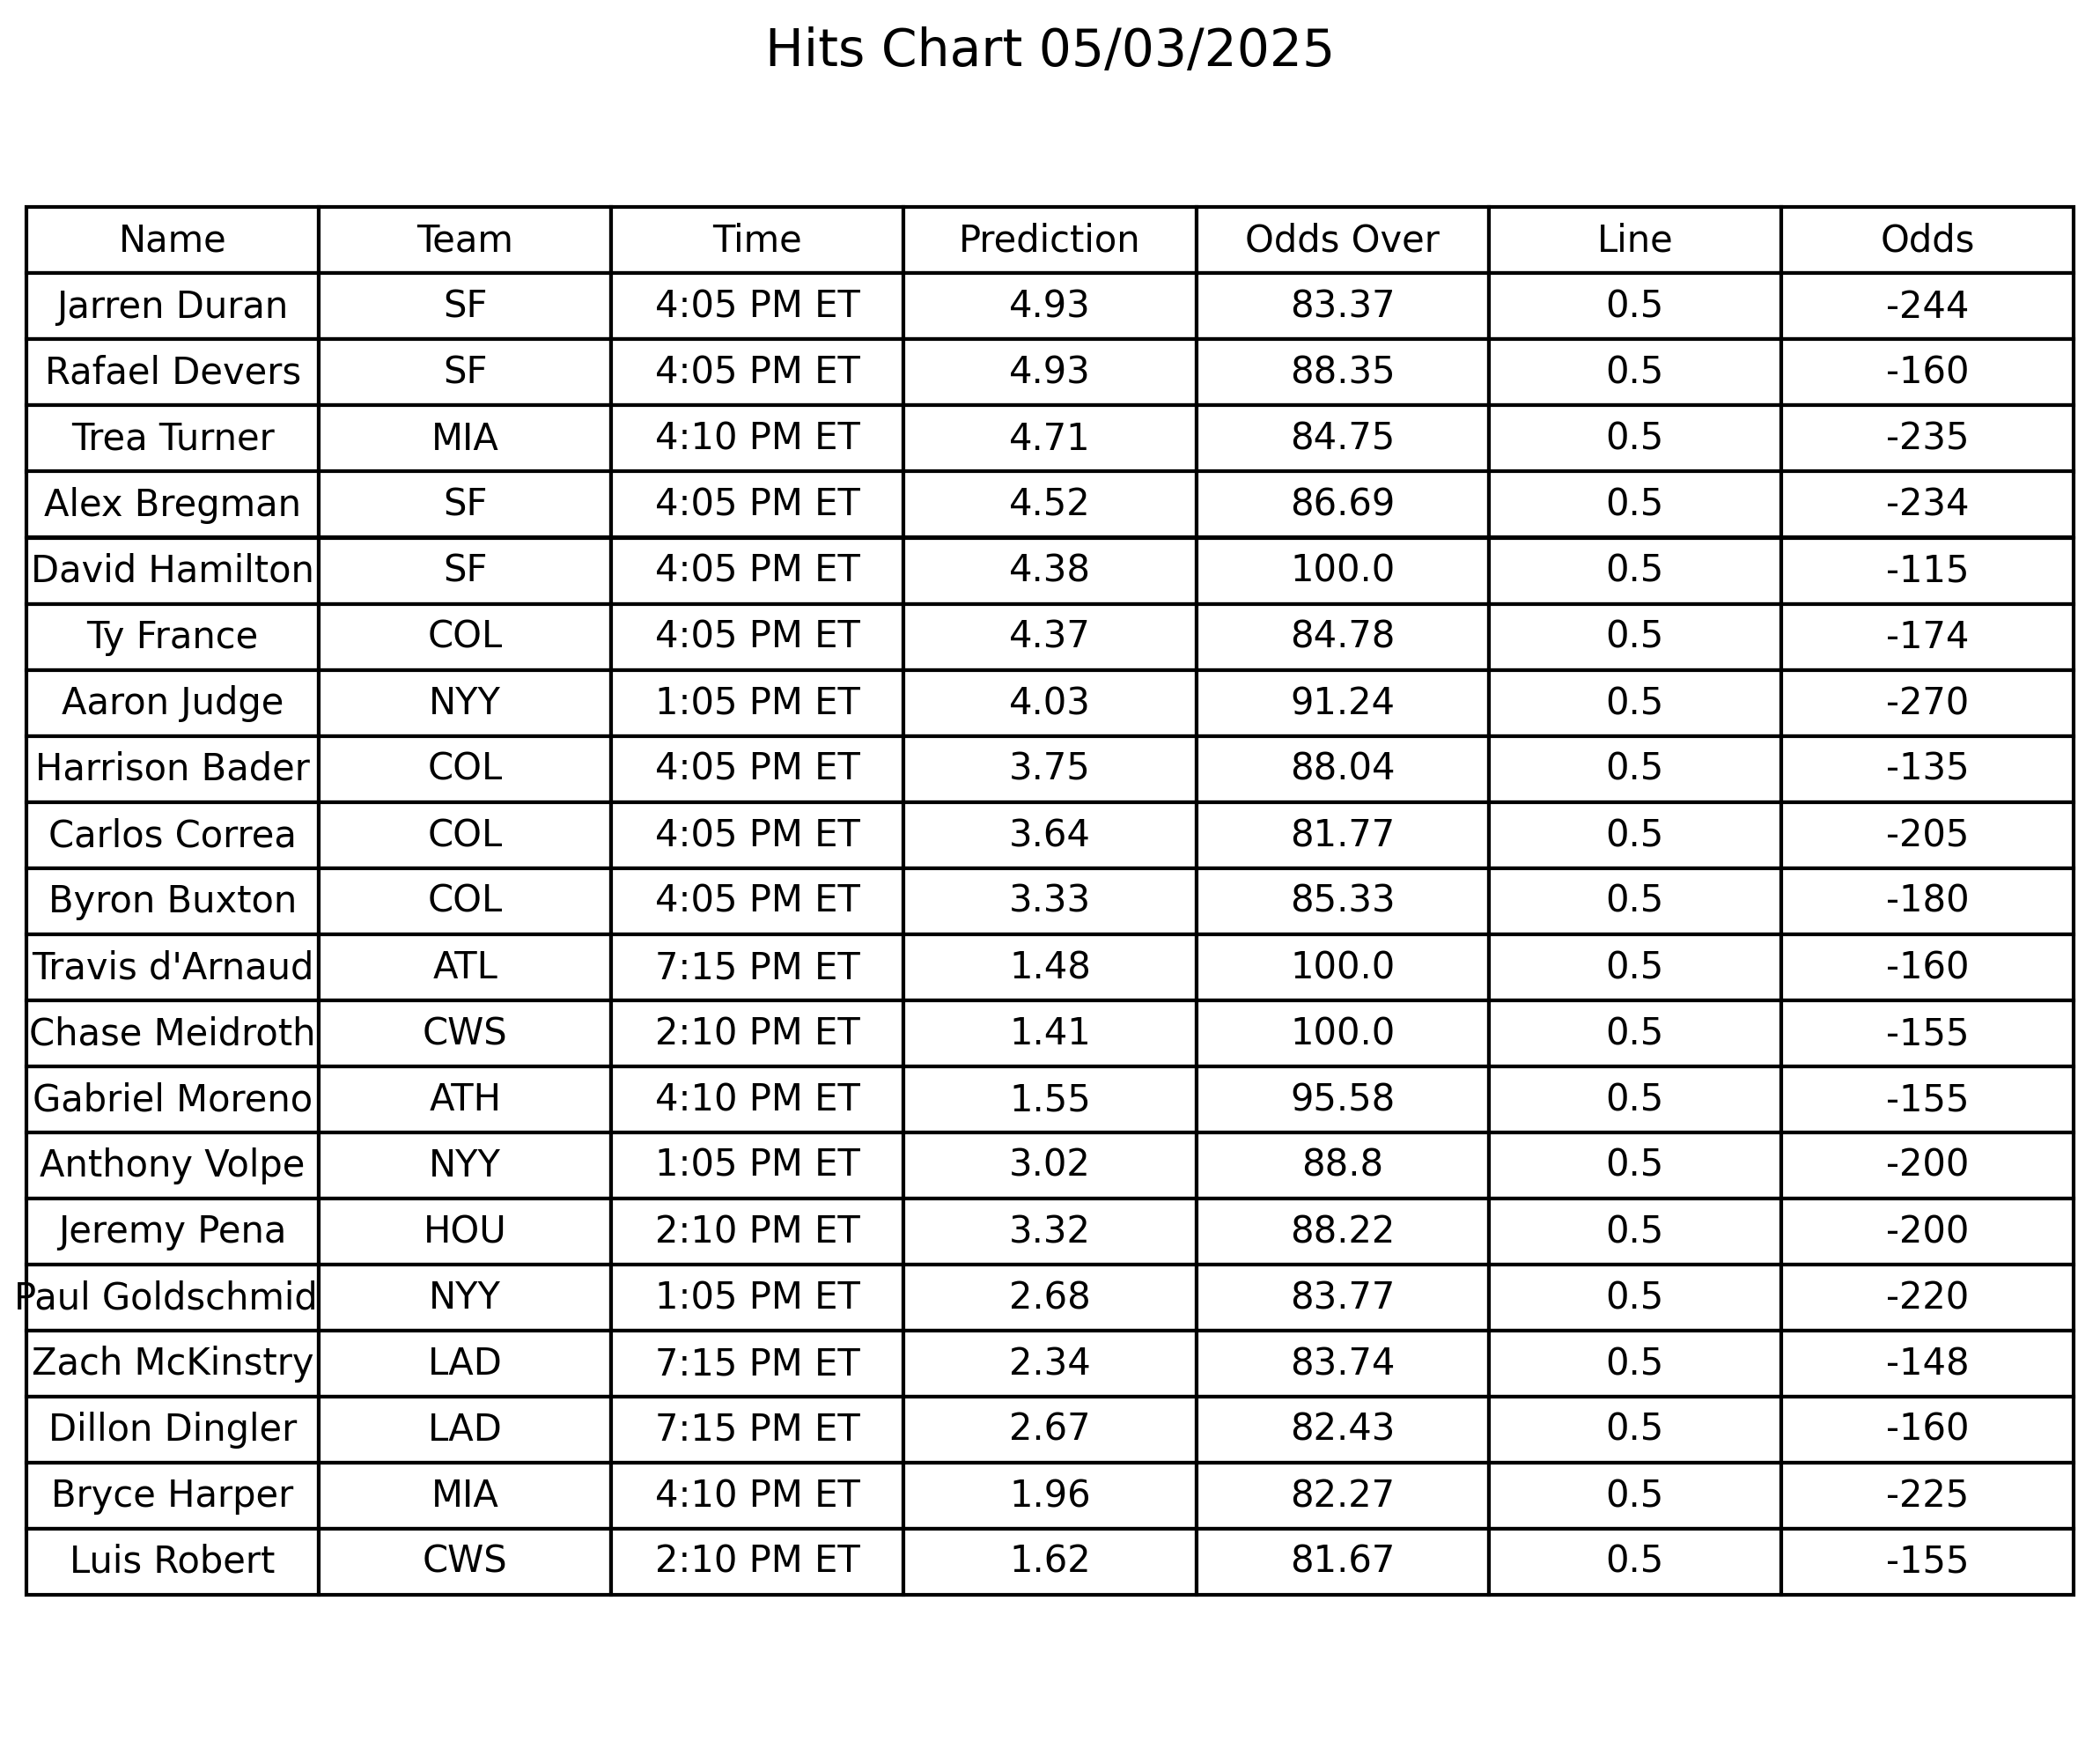 Hits Chart 05/03/2025
Name Team Time Prediction Odds Over Line Odds
Jarren Duran SF 4:05 PM ET 4.93 83.37 0.5 -244
Rafael Devers SF 4:05 PM ET 4.93 88.35 0.5 -160
Trea Turner MIA 4:10 PM ET 4.71 84.75 0.5 -235
Alex Bregman SF 4:05 PM ET 4.52 86.69 0.5 -234
David Hamilton SF 4:05 PM ET 4.38 100.0 0.5 -115
Ty France COL 4:05 PM ET 4.37 84.78 0.5 -174
Aaron Judge NYY 1:05 PM ET 4.03 91.24 0.5 -270
Harrison Bader COL 4:05 PM ET 3.75 88.04 0.5 -135
Carlos Correa COL 4:05 PM ET 3.64 81.77 0.5 -205
Byron Buxton COL 4:05 PM ET 3.33 85.33 0.5 -180
Travis d'Arnaud ATL 7:15 PM ET 1.48 100.0 0.5 -160
Chase Meidroth CWS 2:10 PM ET 1.41 100.0 0.5 -155
Gabriel Moreno ATH 4:10 PM ET 1.55 95.58 0.5 -155
Anthony Volpe NYY 1:05 PM ET 3.02 88.8 0.5 -200
Jeremy Pena HOU 2:10 PM ET 3.32 88.22 0.5 -200
Paul Goldschmid NYY 1:05 PM ET 2.68 83.77 0.5 -220
Zach McKinstry LAD 7:15 PM ET 2.34 83.74 0.5 -148
Dillon Dingler LAD 7:15 PM ET 2.67 82.43 0.5 -160
Bryce Harper MIA 4:10 PM ET 1.96 82.27 0.5 -225
Luis Robert CWS 2:10 PM ET 1.62 81.67 0.5 -155